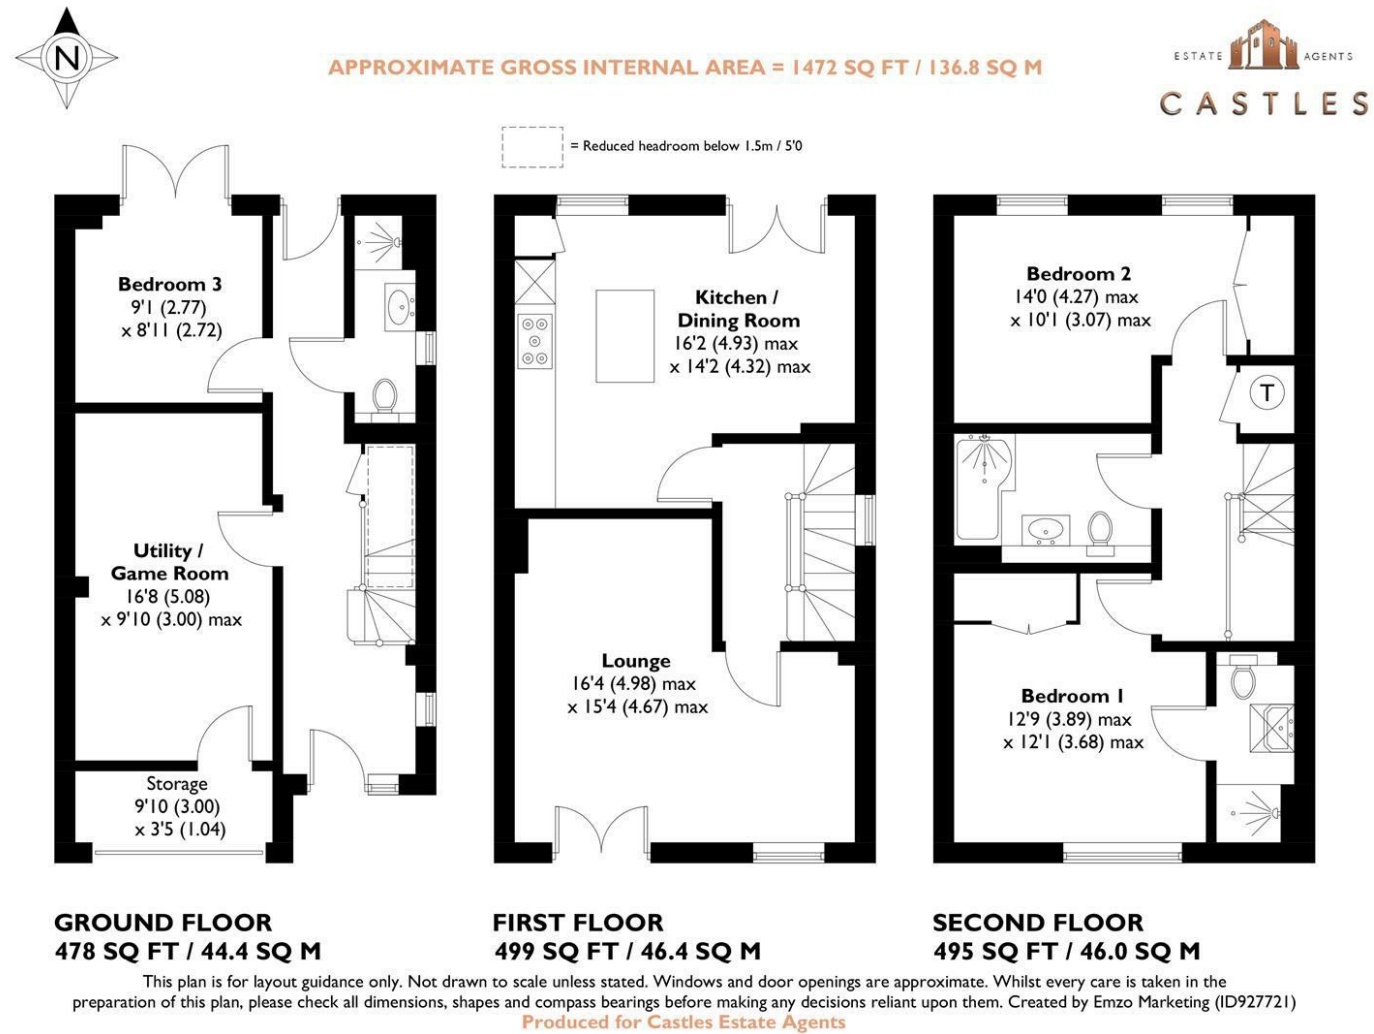 N
APPROXIMATE GROSS INTERNAL AREA = 1472 SQ FT / 136.8 SQ M
ESTATE AGENTS
CASTLES
= Reduced headroom below 1.5m / 5'0
Bedroom 3
9'1 (2.77)
x 8'11 (2.72)
Utility /
Game Room
16'8 (5.08)
x 9'10 (3.00) max
Storage
9'10 (3.00)
x 3'5 (1.04)
Kitchen /
Dining Room
16'2 (4.93) max
x 14'2 (4.32) max
Lounge
16'4 (4.98) max
x 15'4 (4.67) max
Bedroom 2
14'0 (4.27) max
x 10'1 (3.07) max
T
Bedroom 1
12'9 (3.89) max
x 12'1 (3.68) max
GROUND FLOOR
478 SQ FT / 44.4 SQ M
FIRST FLOOR
499 SQ FT / 46.4 SQ M
SECOND FLOOR
495 SQ FT / 46.0 SQ M
This plan is for layout guidance only. Not drawn to scale unless stated. Windows and door openings are approximate. Whilst every care is taken in the
preparation of this plan, please check all dimensions, shapes and compass bearings before making any decisions reliant upon them. Created by Emzo Marketing (ID927721)
Produced for Castles Estate Agents